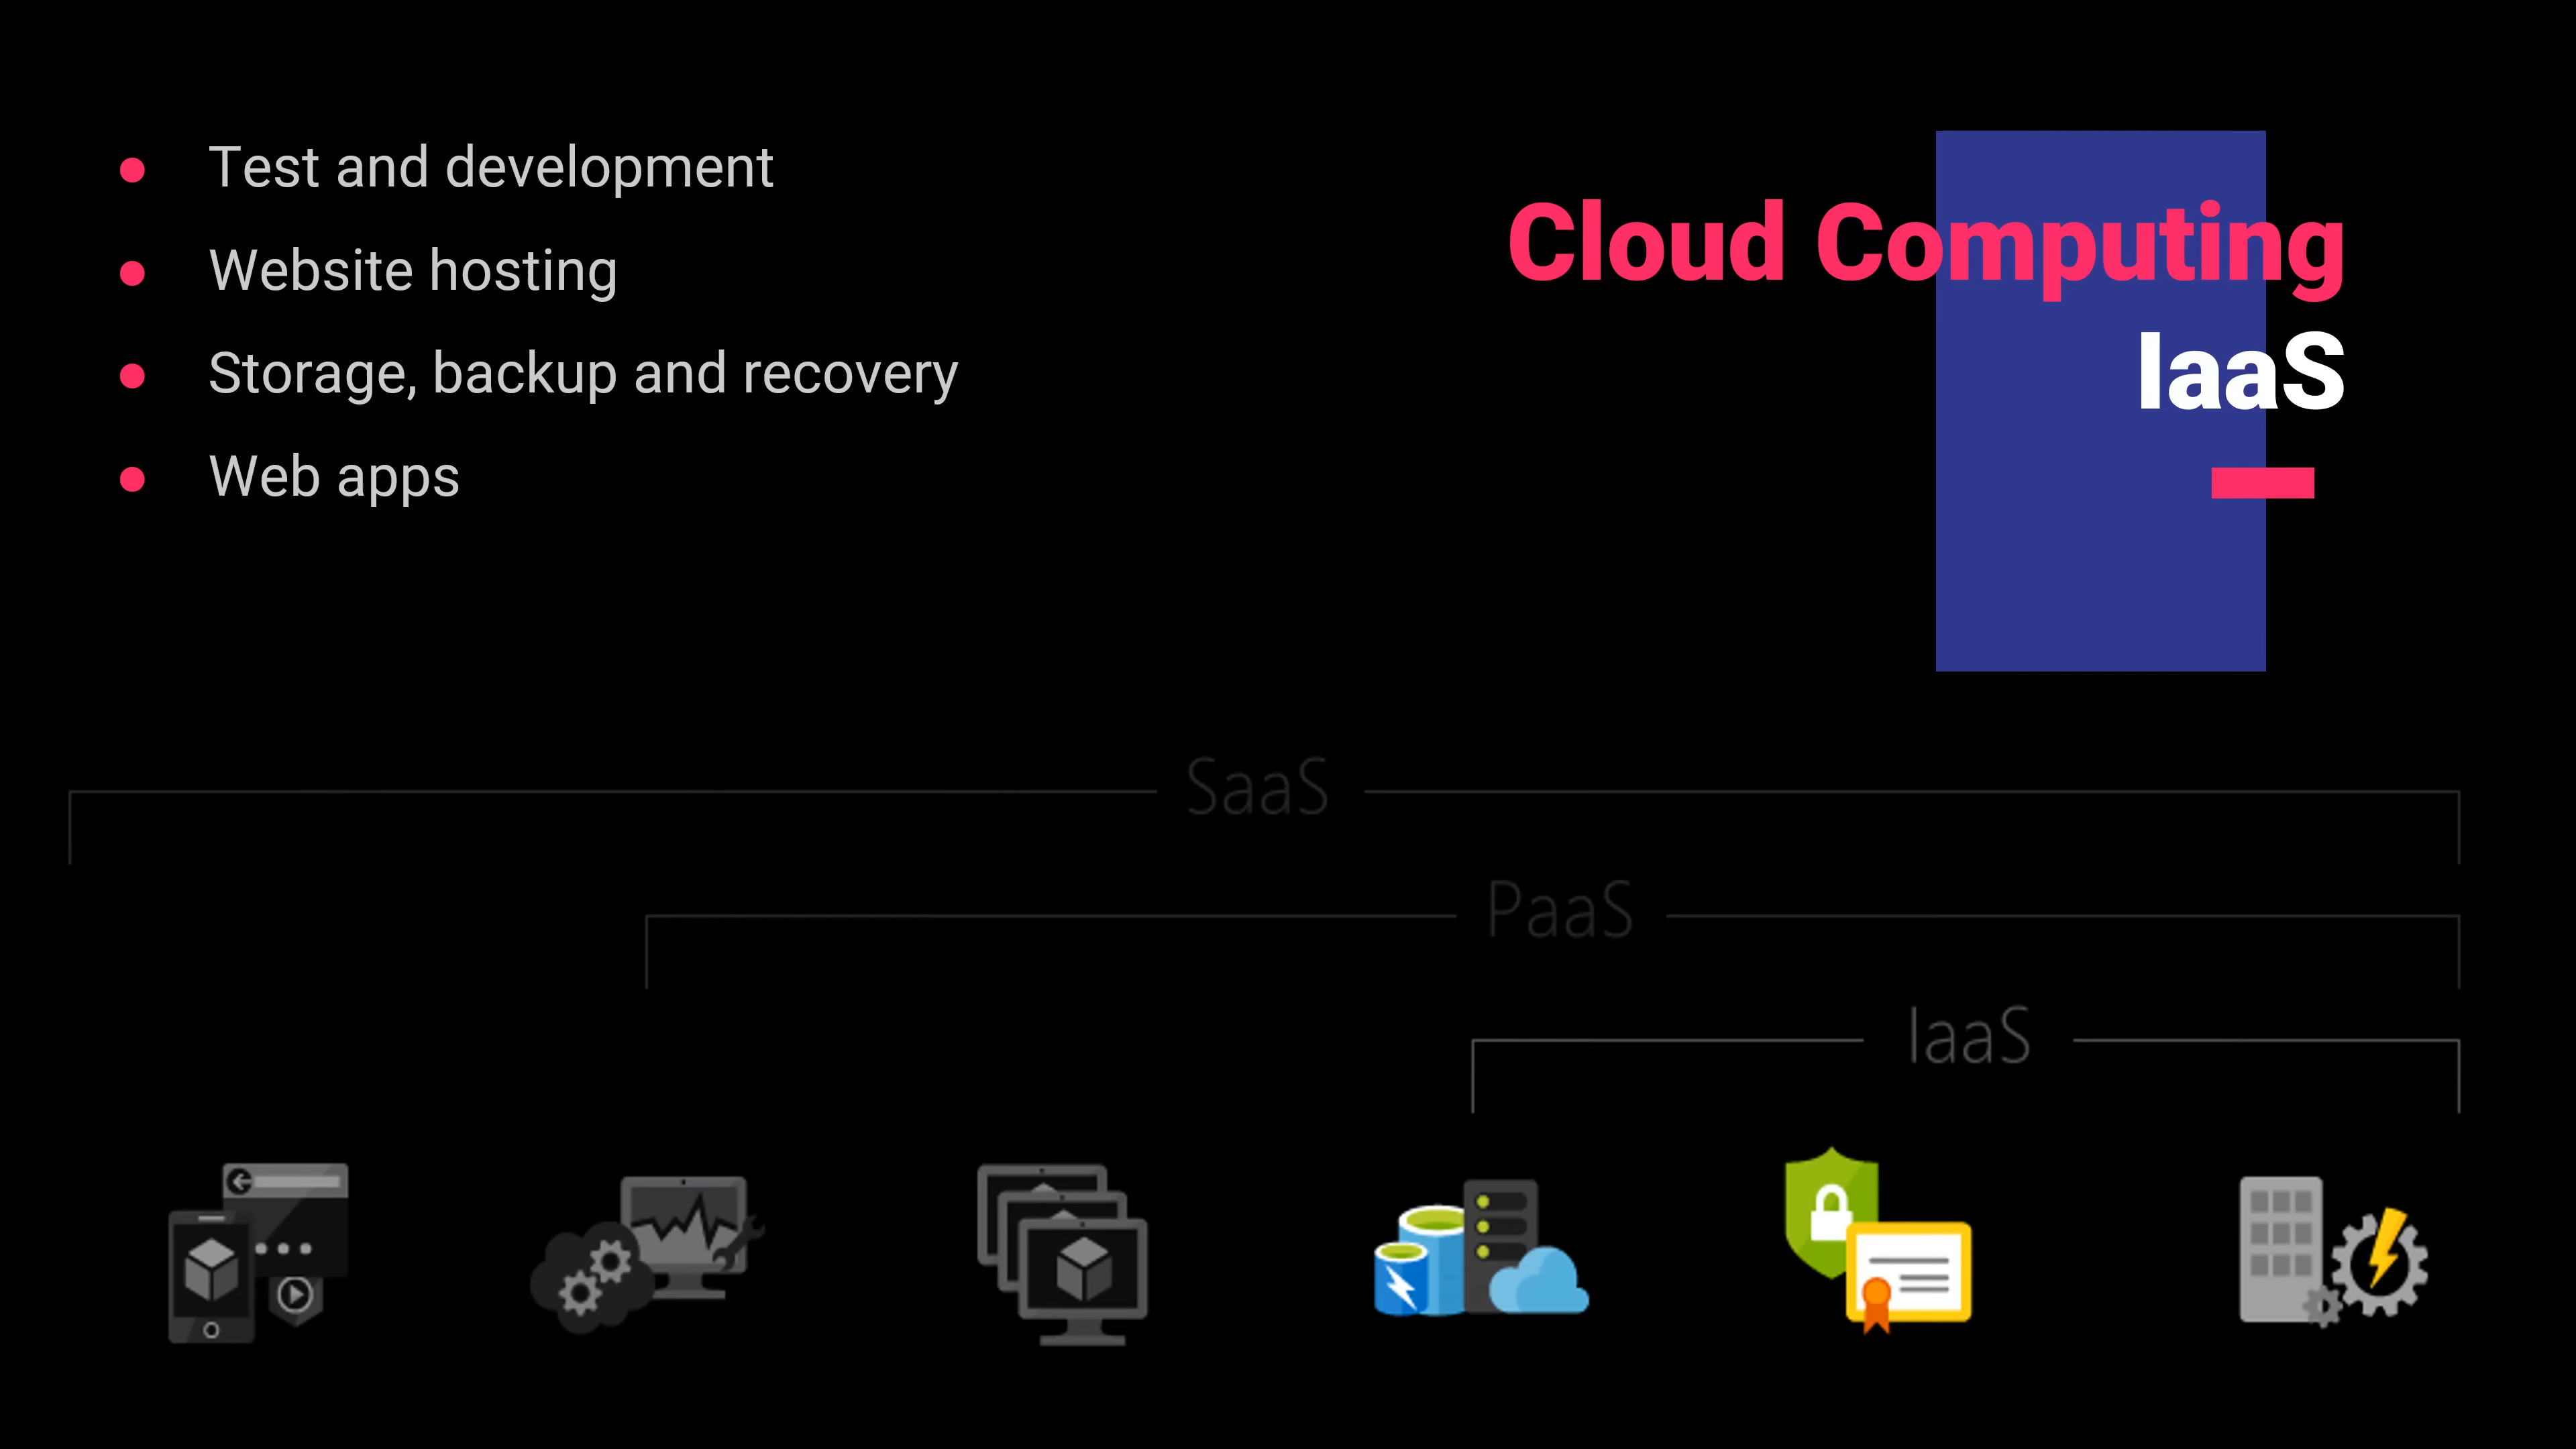 Test and development
Website hosting
Storage, backup and recovery
Web apps
Cloud Computing
IaaS
SaaS
PaaS
IaaS